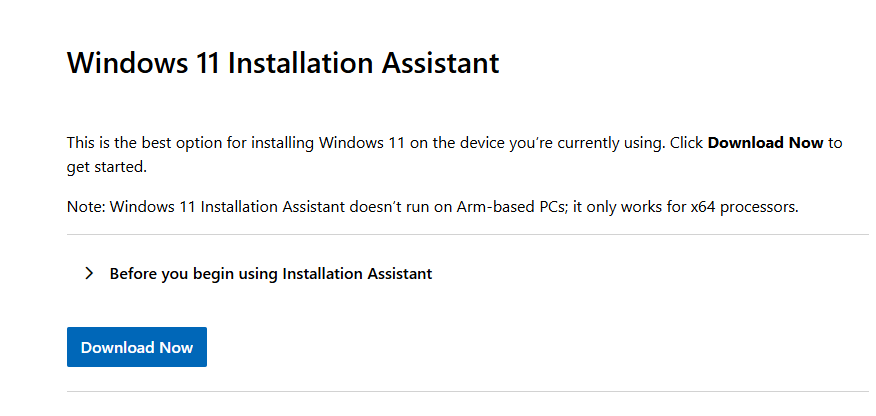 Windows 11 Installation Assistant
This is the best option for installing Windows 11 on the device you’re currently using. Click Download Now to
get started.
Note: Windows 11 Installation Assistant doesn’t run on Arm-based PCs; it only works for x64 processors.
Before you begin using Installation Assistant
Download Now